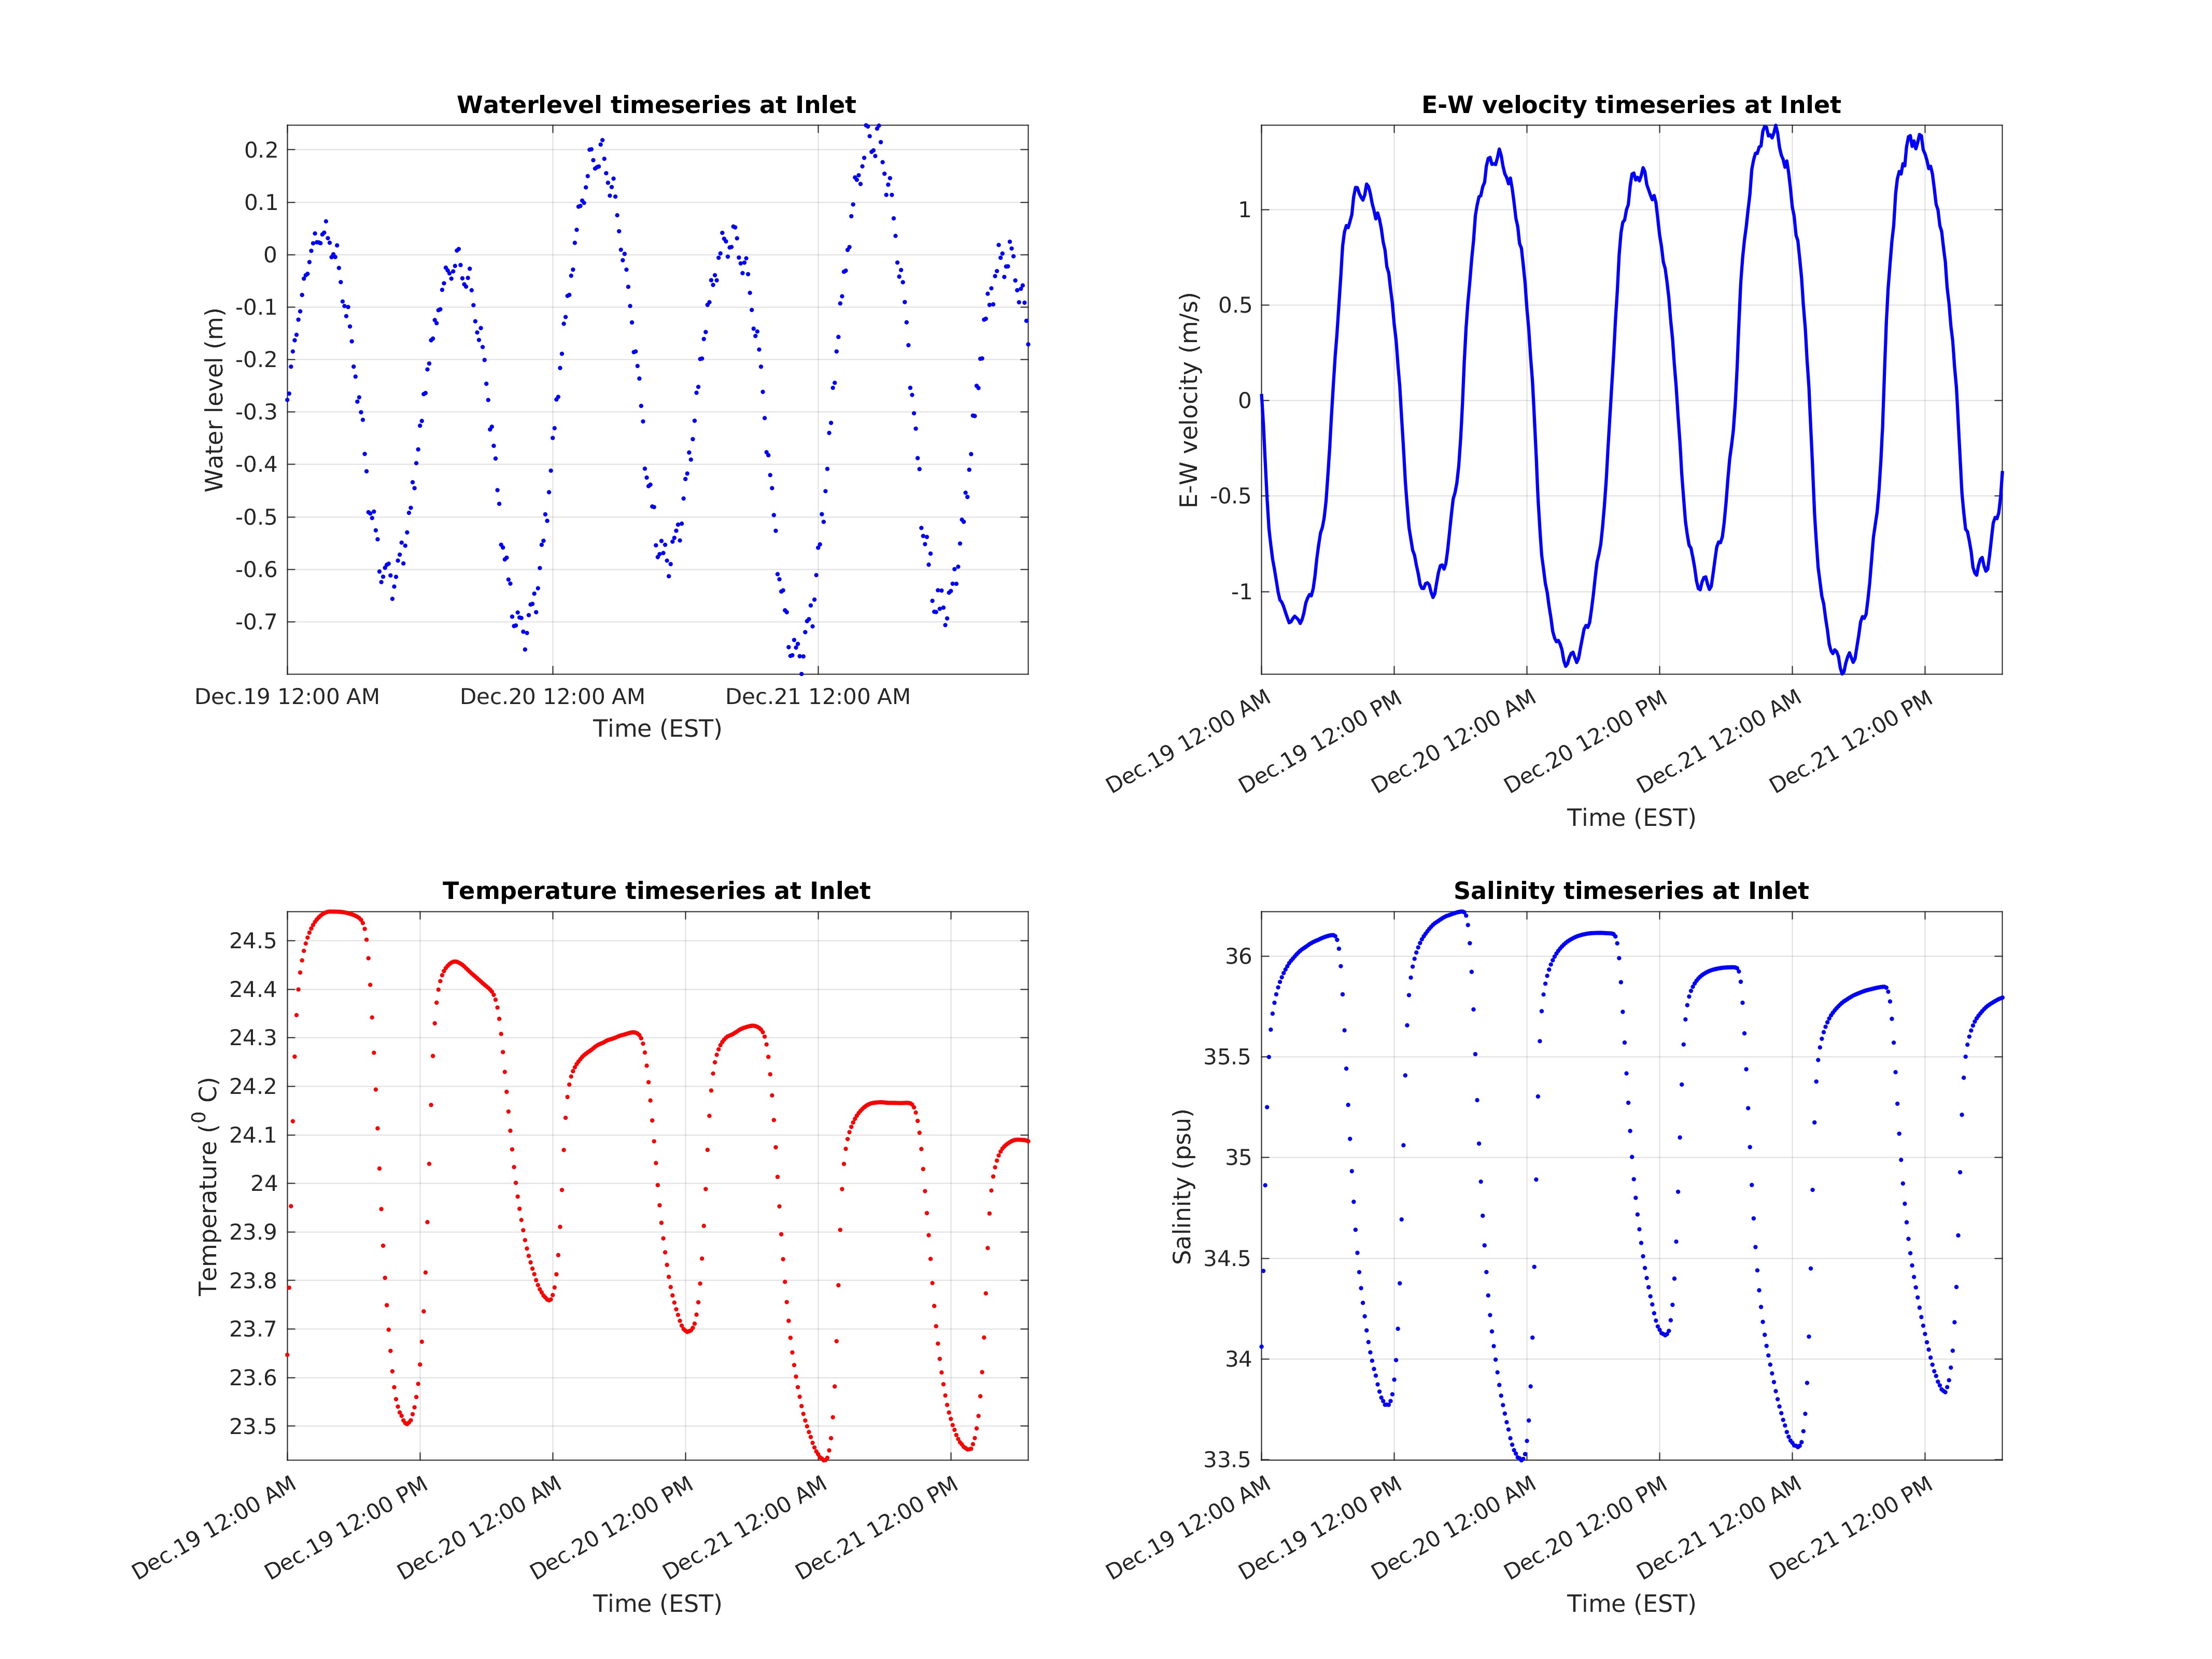 Waterlevel timeseries at Inlet
0.2
0.1
0
-0.1
-0.2
-0.3
-0.4
-0.5
-0.6
-0.7
Water level (m)
Dec.19 12:00 AM
Dec.20 12:00 AM
Dec.21 12:00 AM
Time (EST)
E-W velocity timeseries at Inlet
1
0.5
0
-0.5
-1
E-W velocity (m/s)
Dec.19 12:00 AM
Dec.19 12:00 PM
Dec.20 12:00 AM
Dec.20 12:00 PM
Dec.21 12:00 AM
Dec.21 12:00 PM
Time (EST)
Temperature timeseries at Inlet
24.5
24.4
24.3
24.2
24.1
24
23.9
23.8
23.7
23.6
23.5
Temperature (⁰ C)
Dec.19 12:00 AM
Dec.19 12:00 PM
Dec.20 12:00 AM
Dec.20 12:00 PM
Dec.21 12:00 AM
Dec.21 12:00 PM
Time (EST)
Salinity timeseries at Inlet
36
35.5
35
34.5
34
33.5
Salinity (psu)
Dec.19 12:00 AM
Dec.19 12:00 PM
Dec.20 12:00 AM
Dec.20 12:00 PM
Dec.21 12:00 AM
Dec.21 12:00 PM
Time (EST)